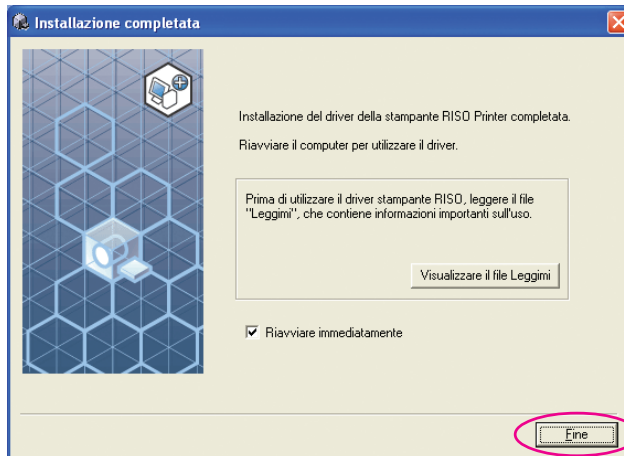 Installazione completata
Installazione del driver della stampante RISO Printer completata.
Riavviare il computer per utilizzare il driver.
Prima di utilizzare il driver stampante RISO, leggere il file
"Leggimi", che contiene informazioni importanti sull'uso.
Visualizzare il file Leggimi
Riavviare immediatamente
Fine